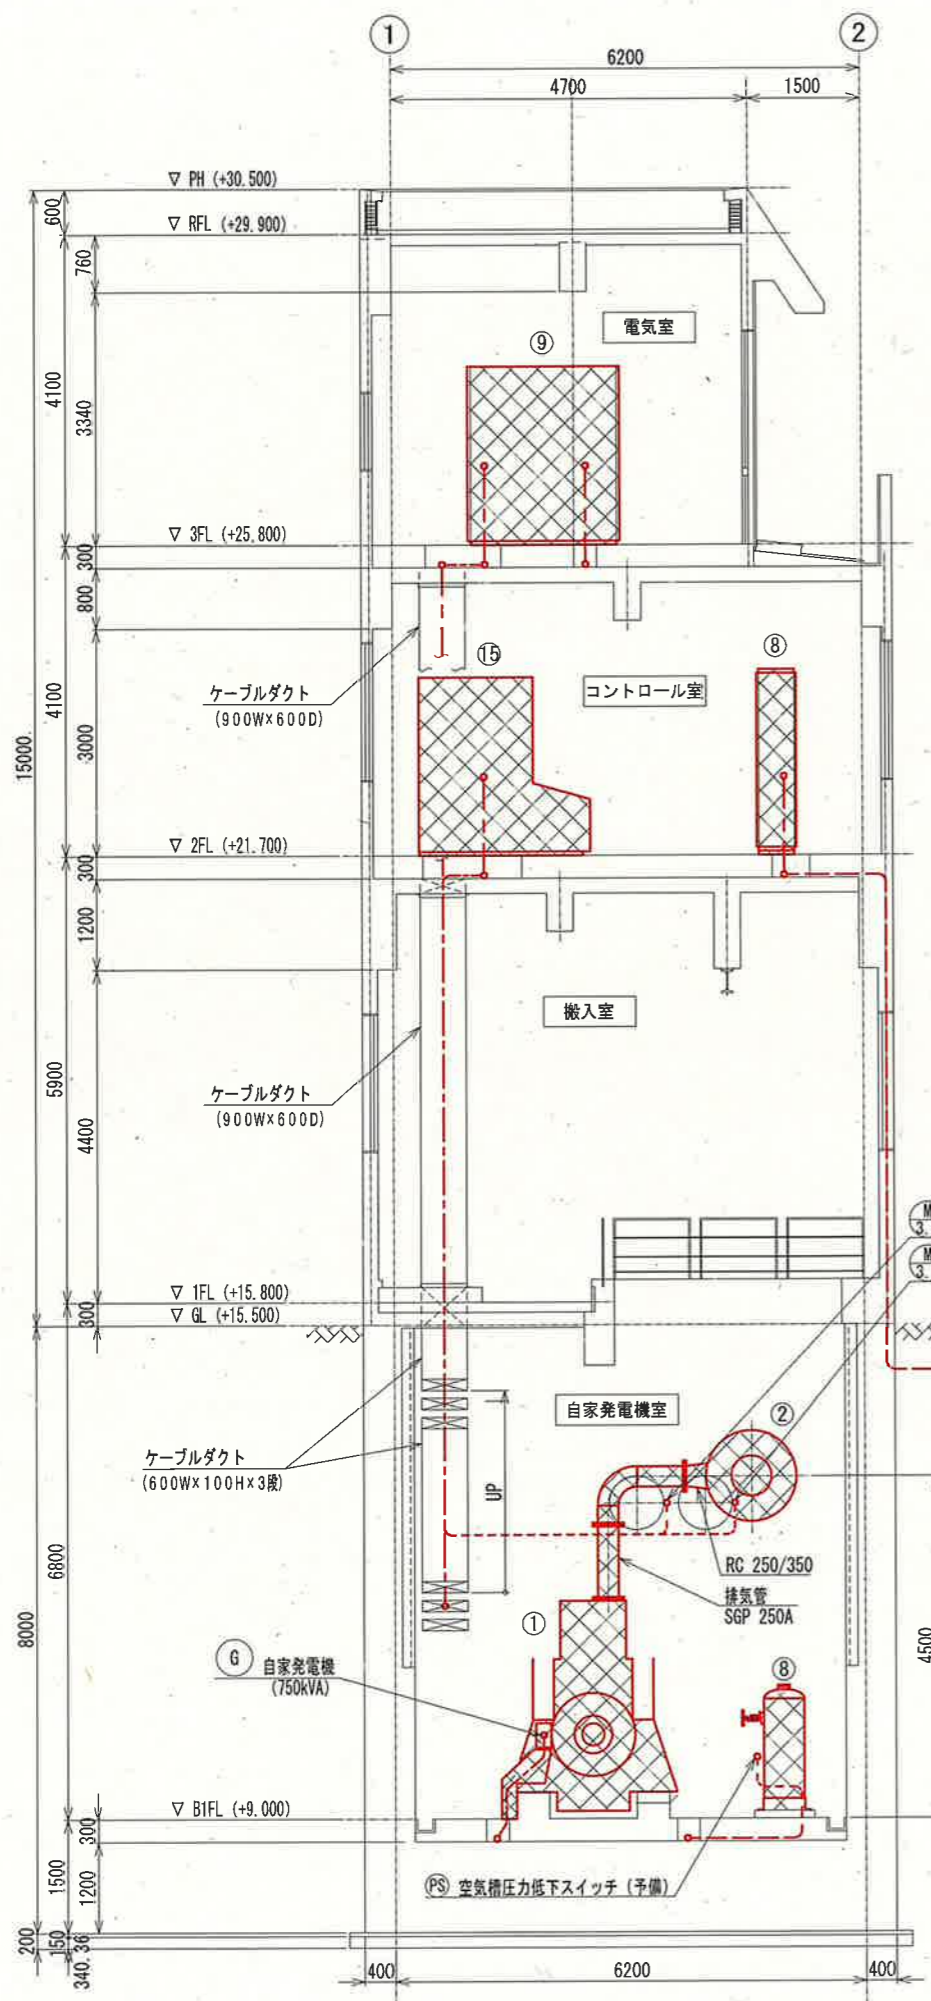 1
2
6200
4700
1500
▽ PH (+30.500)
600
▽ RFL (+29.900)
760
電気室
⑨
4100
3340
▽ 3FL (+25.800)
300
800
⑮
⑧
ケーブルダクト
(900W×600D)
コントロール室
4100
3000
15000.
▽ 2FL (+21.700)
300
1200
搬入室
ケーブルダクト
(900W×600D)
5900
4400
M
3.
M
3.
▽ 1FL (+15.800)
▽ GL (+15.500)
300
自家発電機室
②
ケーブルダクト
(600W×100H×3段)
UP
RC 250/350
排気管
SGP 250A
6800
8000
①
4500
G 自家発電機
(750kVA)
⑧
▽ B1FL (+9.000)
300
1500
1200
PS 空気槽圧力低下スイッチ (予備)
200
150
340.36
400
6200
400